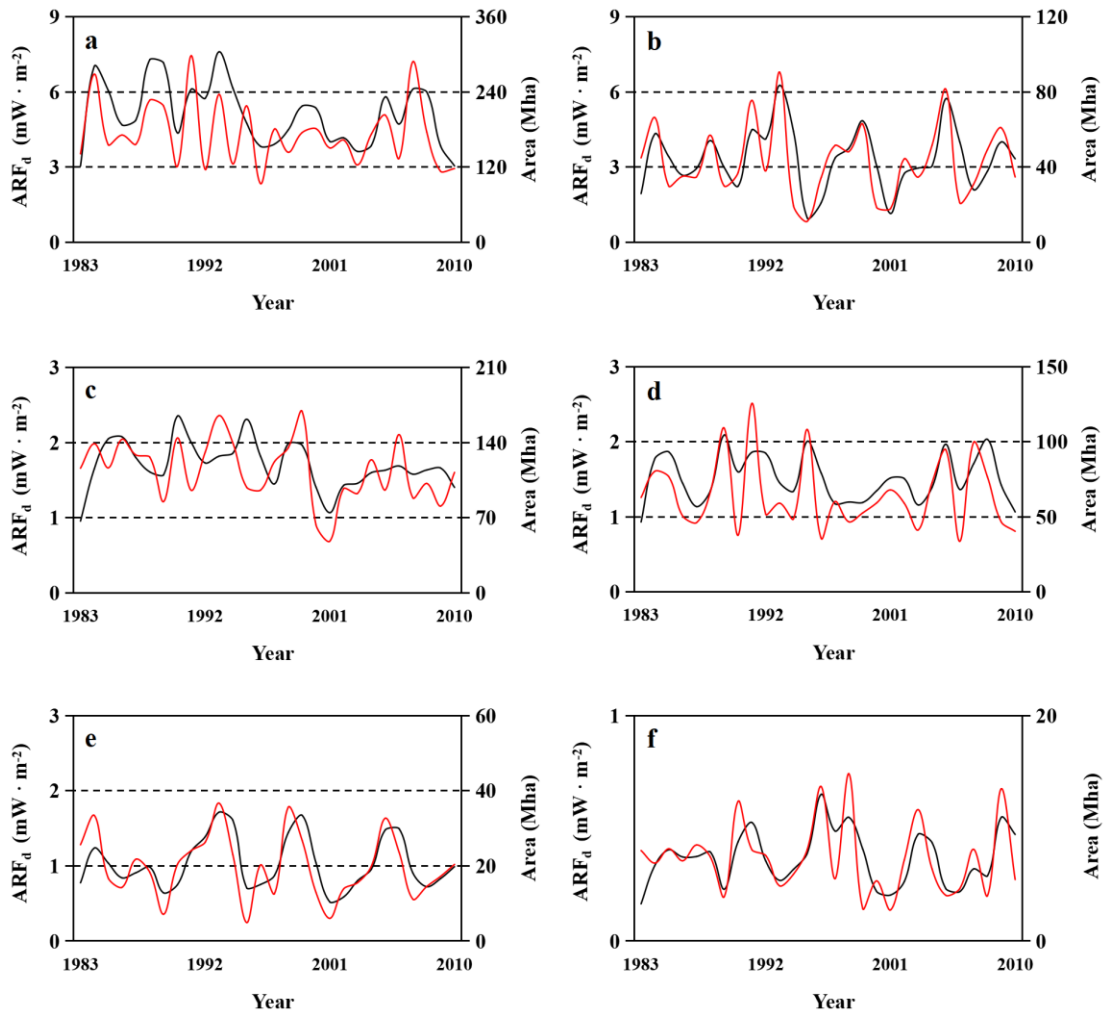 a
ARFd (mW · m-2)
9
6
3
0
360
240
120
0
Area (Mha)
1983
1992
2001
2010
Year
b
ARFd (mW · m-2)
9
6
3
0
120
80
40
0
Area (Mha)
1983
1992
2001
2010
Year
c
ARFd (mW · m-2)
3
2
1
0
210
140
70
0
Area (Mha)
1983
1992
2001
2010
Year
d
ARFd (mW · m-2)
3
2
1
0
150
100
50
0
Area (Mha)
1983
1992
2001
2010
Year
e
ARFd (mW · m-2)
3
2
1
0
60
40
20
0
Area (Mha)
1983
1992
2001
2010
Year
f
ARFd (mW · m-2)
1
0
20
0
Area (Mha)
1983
1992
2001
2010
Year